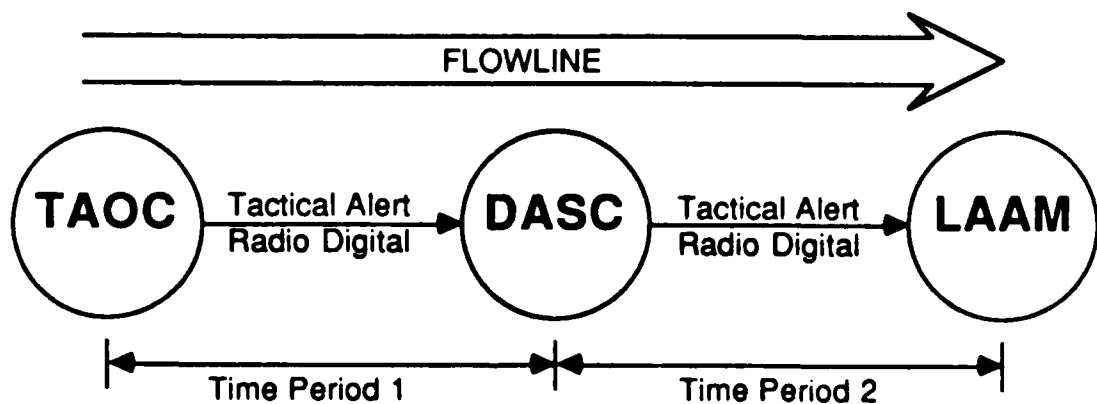 FLOWLINE
TAOC
Tactical Alert
Radio Digital
DASC
Tactical Alert
Radio Digital
LAAM
Time Period 1
Time Period 2